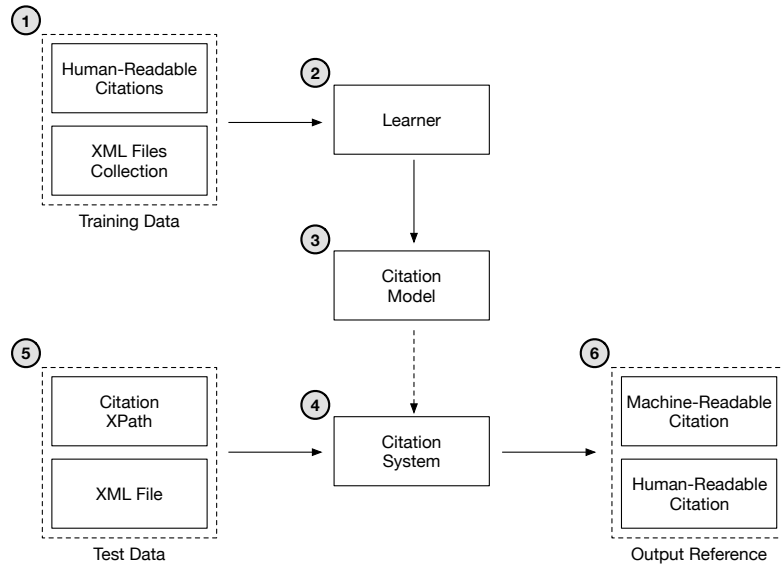 1
Human-Readable
Citations
XML Files
Collection
Training Data
2
Learner
3
Citation
Model
5
Citation
XPath
XML File
Test Data
4
Citation
System
6
Machine-Readable
Citation
Human-Readable
Citation
Output Reference